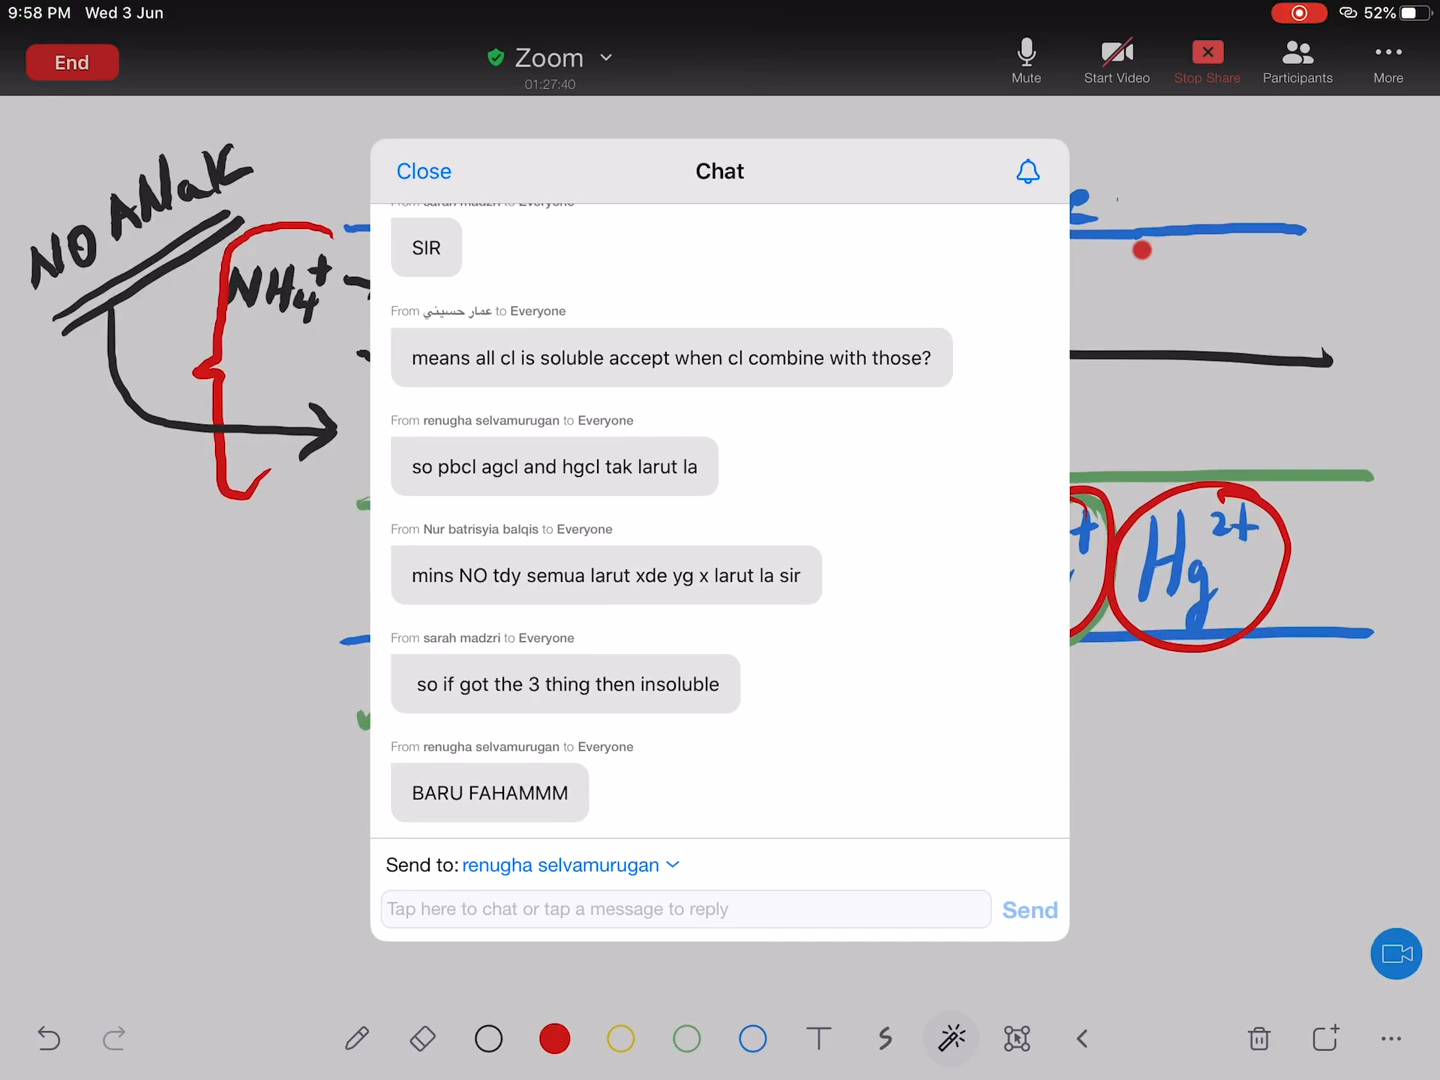 9:58 PM Wed 3 Jun
52%
End
Zoom
01:27:40
Mute
Start Video
Stop Share
Participants
More
NO ANaK
NH₄⁺
Hg²⁺
Close
Chat
From sarah madzri to Everyone
SIR
From عمار حسيني to Everyone
means all cl is soluble accept when cl combine with those?
From renugha selvamurugan to Everyone
so pbcl agcl and hgcl tak larut la
From Nur batrisyia balqis to Everyone
mins NO tdy semua larut xde yg x larut la sir
From sarah madzri to Everyone
so if got the 3 thing then insoluble
From renugha selvamurugan to Everyone
BARU FAHAMMM
Send to: renugha selvamurugan
Tap here to chat or tap a message to reply
Send